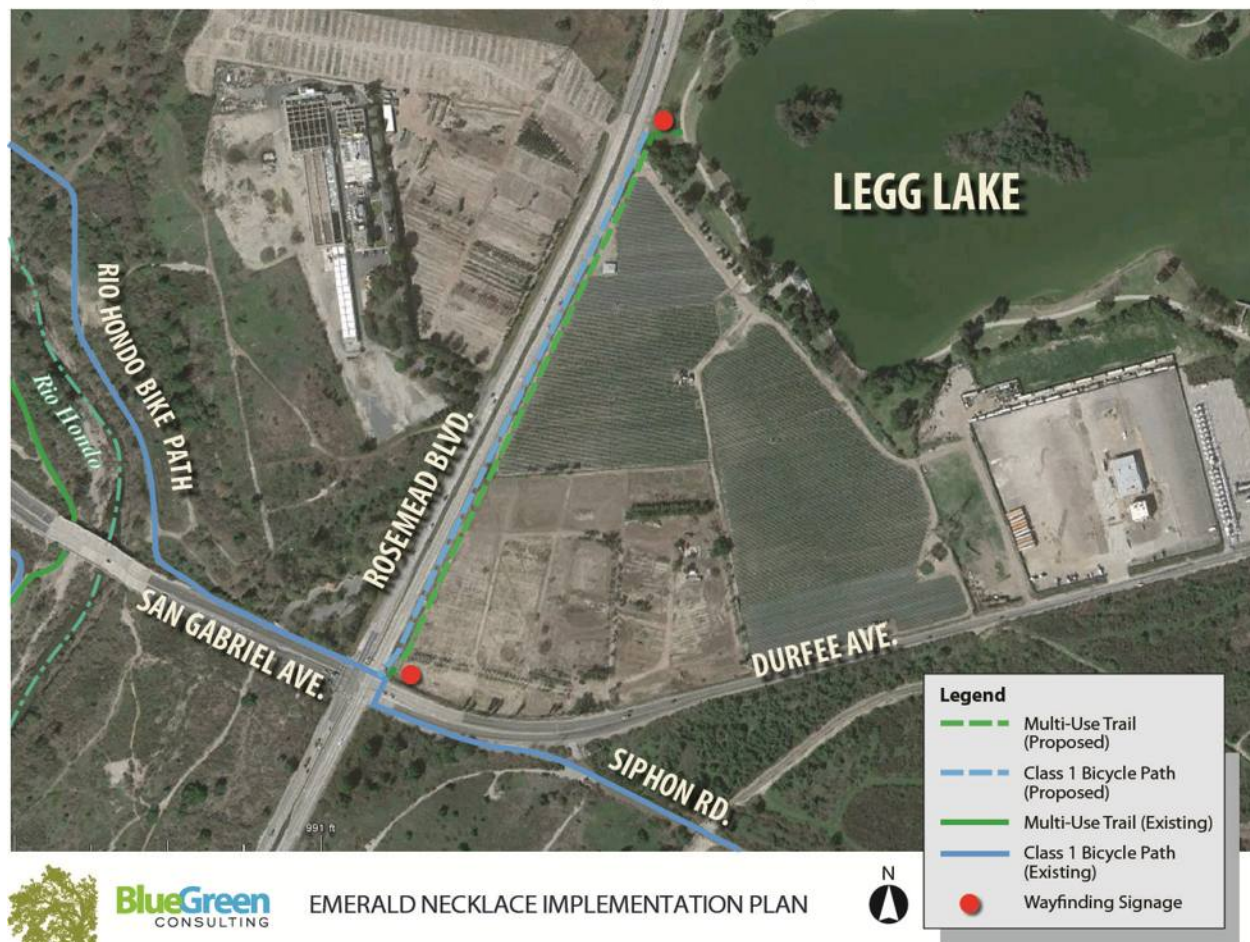 LEGG LAKE
RIO HONDO BIKE PATH
Rio Hondo
ROSEMEAD BLVD.
SAN GABRIEL AVE.
DURFEE AVE.
SIPHON RD.
991 ft
Legend
Multi-Use Trail
(Proposed)
Class 1 Bicycle Path
(Proposed)
Multi-Use Trail (Existing)
Class 1 Bicycle Path
(Existing)
Wayfinding Signage
BlueGreen
CONSULTING
EMERALD NECKLACE IMPLEMENTATION PLAN
N